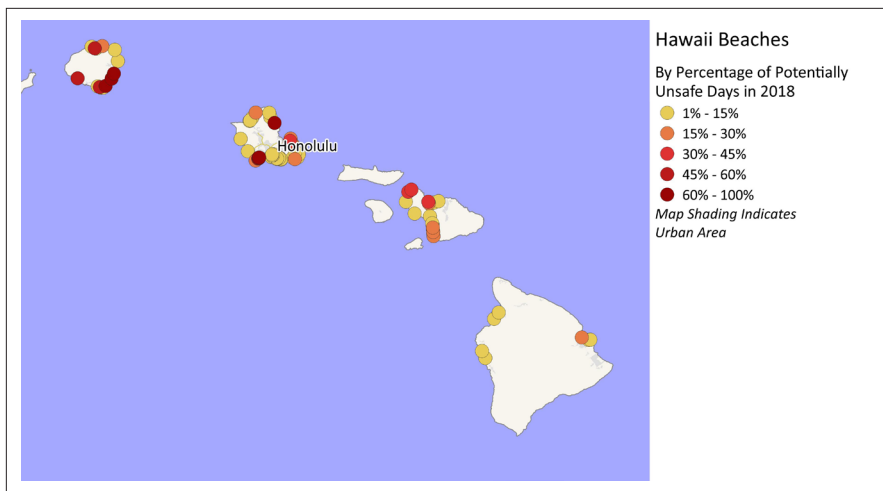 Hawaii Beaches
By Percentage of Potentially
Unsafe Days in 2018
1% - 15%
15% - 30%
30% - 45%
45% - 60%
60% - 100%
Map Shading Indicates
Urban Area
Honolulu